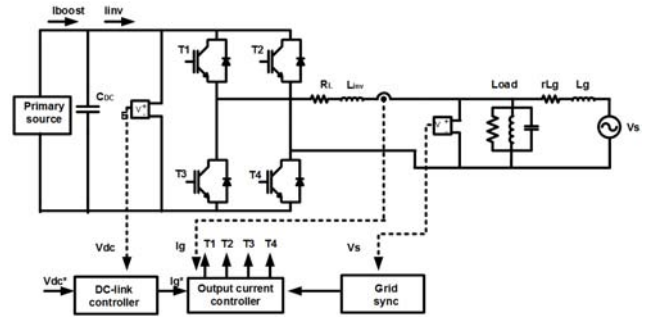 Iboost Iinv
T1 T2
Primary source
CDC
V
RL Linv
Load rLg Lg
V
Vs
T3 T4
Vdc Ig T1 T2 T3 T4 Vs
Vdc* DC-link controller Ig* Output current controller Grid sync